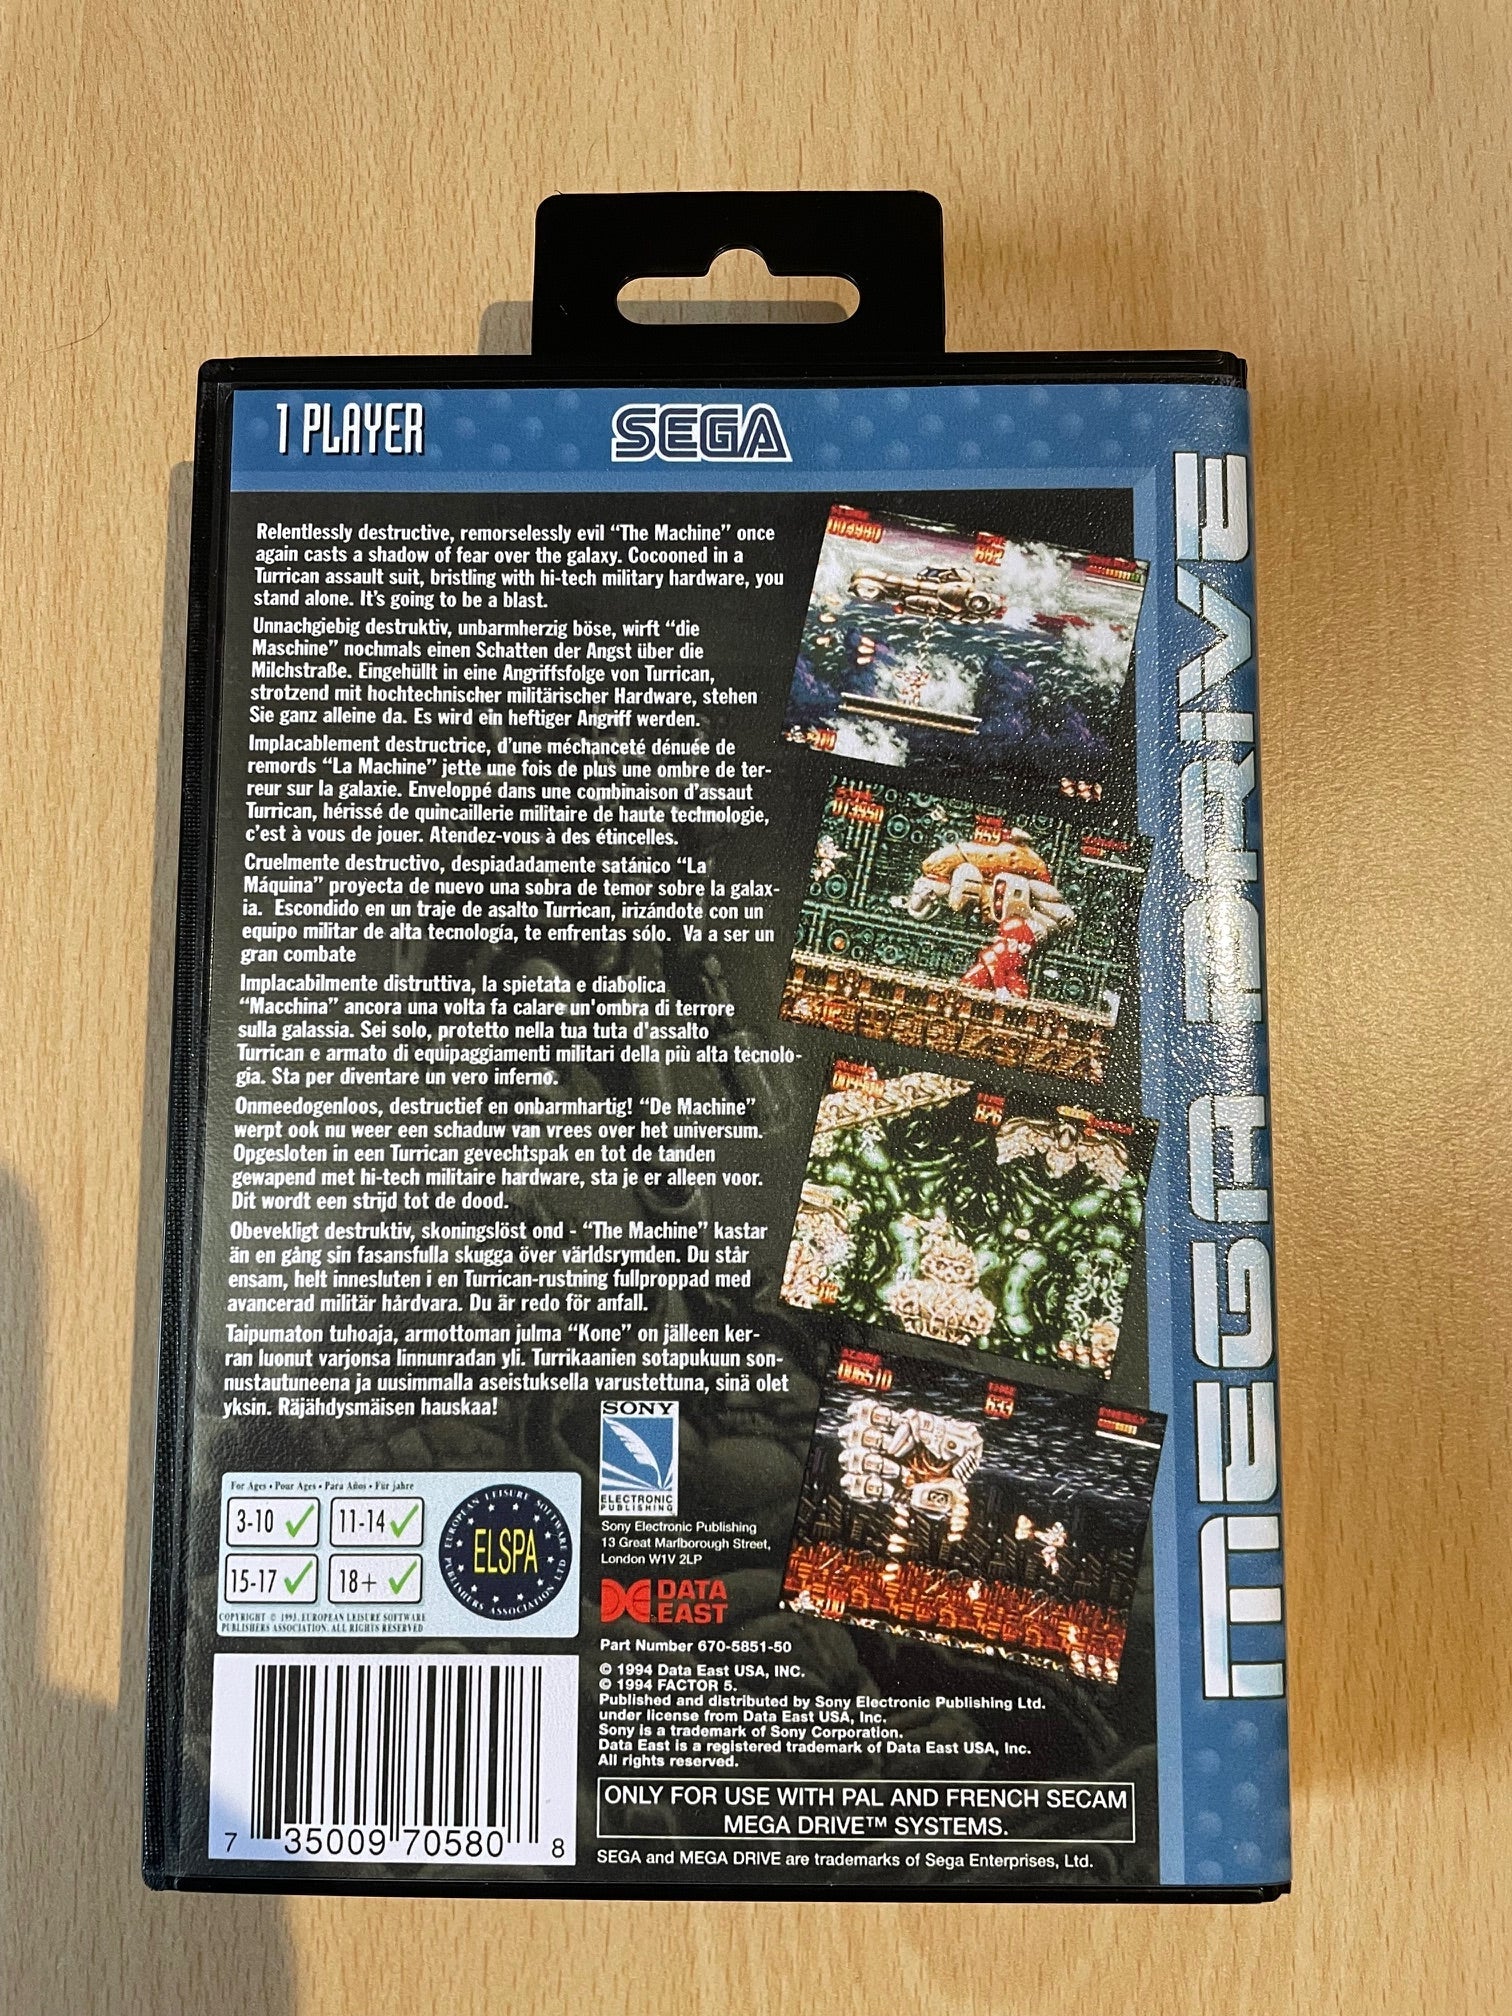 1 PLAYER
SEGA
Relentlessly destructive, remorselessly evil “The Machine” once
again casts a shadow of fear over the galaxy. Cocooned in a
Turrican assault suit, bristling with hi-tech military hardware, you
stand alone. It's going to be a blast.
Unnachgiebig destruktiv, unbarmherzig böse, wirft “die
Maschine” nochmals einen Schatten der Angst über die
Milchstraße. Eingehüllt in eine Angriffsfolge von Turrican,
strotzend mit hochtechnischer militärischer Hardware, stehen
Sie ganz alleine da. Es wird ein heftiger Angriff werden.
Implacablement destructrice, d'une méchanceté dénuée de
remords “La Machine” jette une fois de plus une ombre de ter-
reur sur la galaxie. Enveloppé dans une combinaison d'assaut
Turrican, hérissé de quincaillerie militaire de haute technologie,
c'est à vous de jouer. Atendez-vous à des étincelles.
Cruelmente destructivo, despiadadamente satánico “La
Máquina” proyecta de nuevo una sobra de temor sobre la galax-
ia. Escondido en un traje de asalto Turrican, irizándote con un
equipo militar de alta tecnología, te enfrentas sólo. Va a ser un
gran combate
Implacabilmente distruttiva, la spietata e diabolica
“Macchina” ancora una volta fa calare un'ombra di terrore
sulla galassia. Sei solo, protetto nella tua tuta d'assalto
Turrican e armato di equipaggiamenti militari della più alta tecnolo-
gia. Sta per diventare un vero inferno.
Onmeedogenloos, destructief en onbarmhartig! “De Machine”
werpt ook nu weer een schaduw van vrees over het universum.
Opgesloten in een Turrican gevechtspak en tot de tanden
gewapend met hi-tech militaire hardware, sta je er alleen voor.
Dit wordt een strijd tot de dood.
Obevekligt destruktiv, skoningslöst ond - “The Machine” kastar
än en gång sin fasansfulla skugga över världsrymden. Du står
ensam, helt innesluten i en Turrican-rustning fullproppad med
avancerad militär hårdvara. Du är redo för anfall.
Taipumaton tuhoaja, armottoman julma “Kone” on jälleen ker-
ran luonut varjonsa linnunradan yli. Turrikaanien sotapukuun son-
nustautuneena ja uusimmalla aseistuksella varustettuna, sinä olet
yksin. Räjähdysmäisen hauskaa!
MEGA DRIVE
For Ages • Pour Ages • Para Años • Für jahre
3-10 11-14
15-17 18+
COPYRIGHT © 1993. EUROPEAN LEISURE SOFTWARE
PUBLISHERS ASSOCIATION. ALL RIGHTS RESERVED
EUROPEAN LEISURE SOFTWARE PUBLISHERS ASSOCIATION LTD
ELSPA
SONY
ELECTRONIC
PUBLISHING
Sony Electronic Publishing
13 Great Marlborough Street,
London W1V 2LP
DATA
EAST
Part Number 670-5851-50
© 1994 Data East USA, INC.
© 1994 FACTOR 5.
Published and distributed by Sony Electronic Publishing Ltd.
under license from Data East USA, Inc.
Sony is a trademark of Sony Corporation.
Data East is a registered trademark of Data East USA, Inc.
All rights reserved.
ONLY FOR USE WITH PAL AND FRENCH SECAM
MEGA DRIVE™ SYSTEMS.
SEGA and MEGA DRIVE are trademarks of Sega Enterprises, Ltd.
7 35009 70580 8